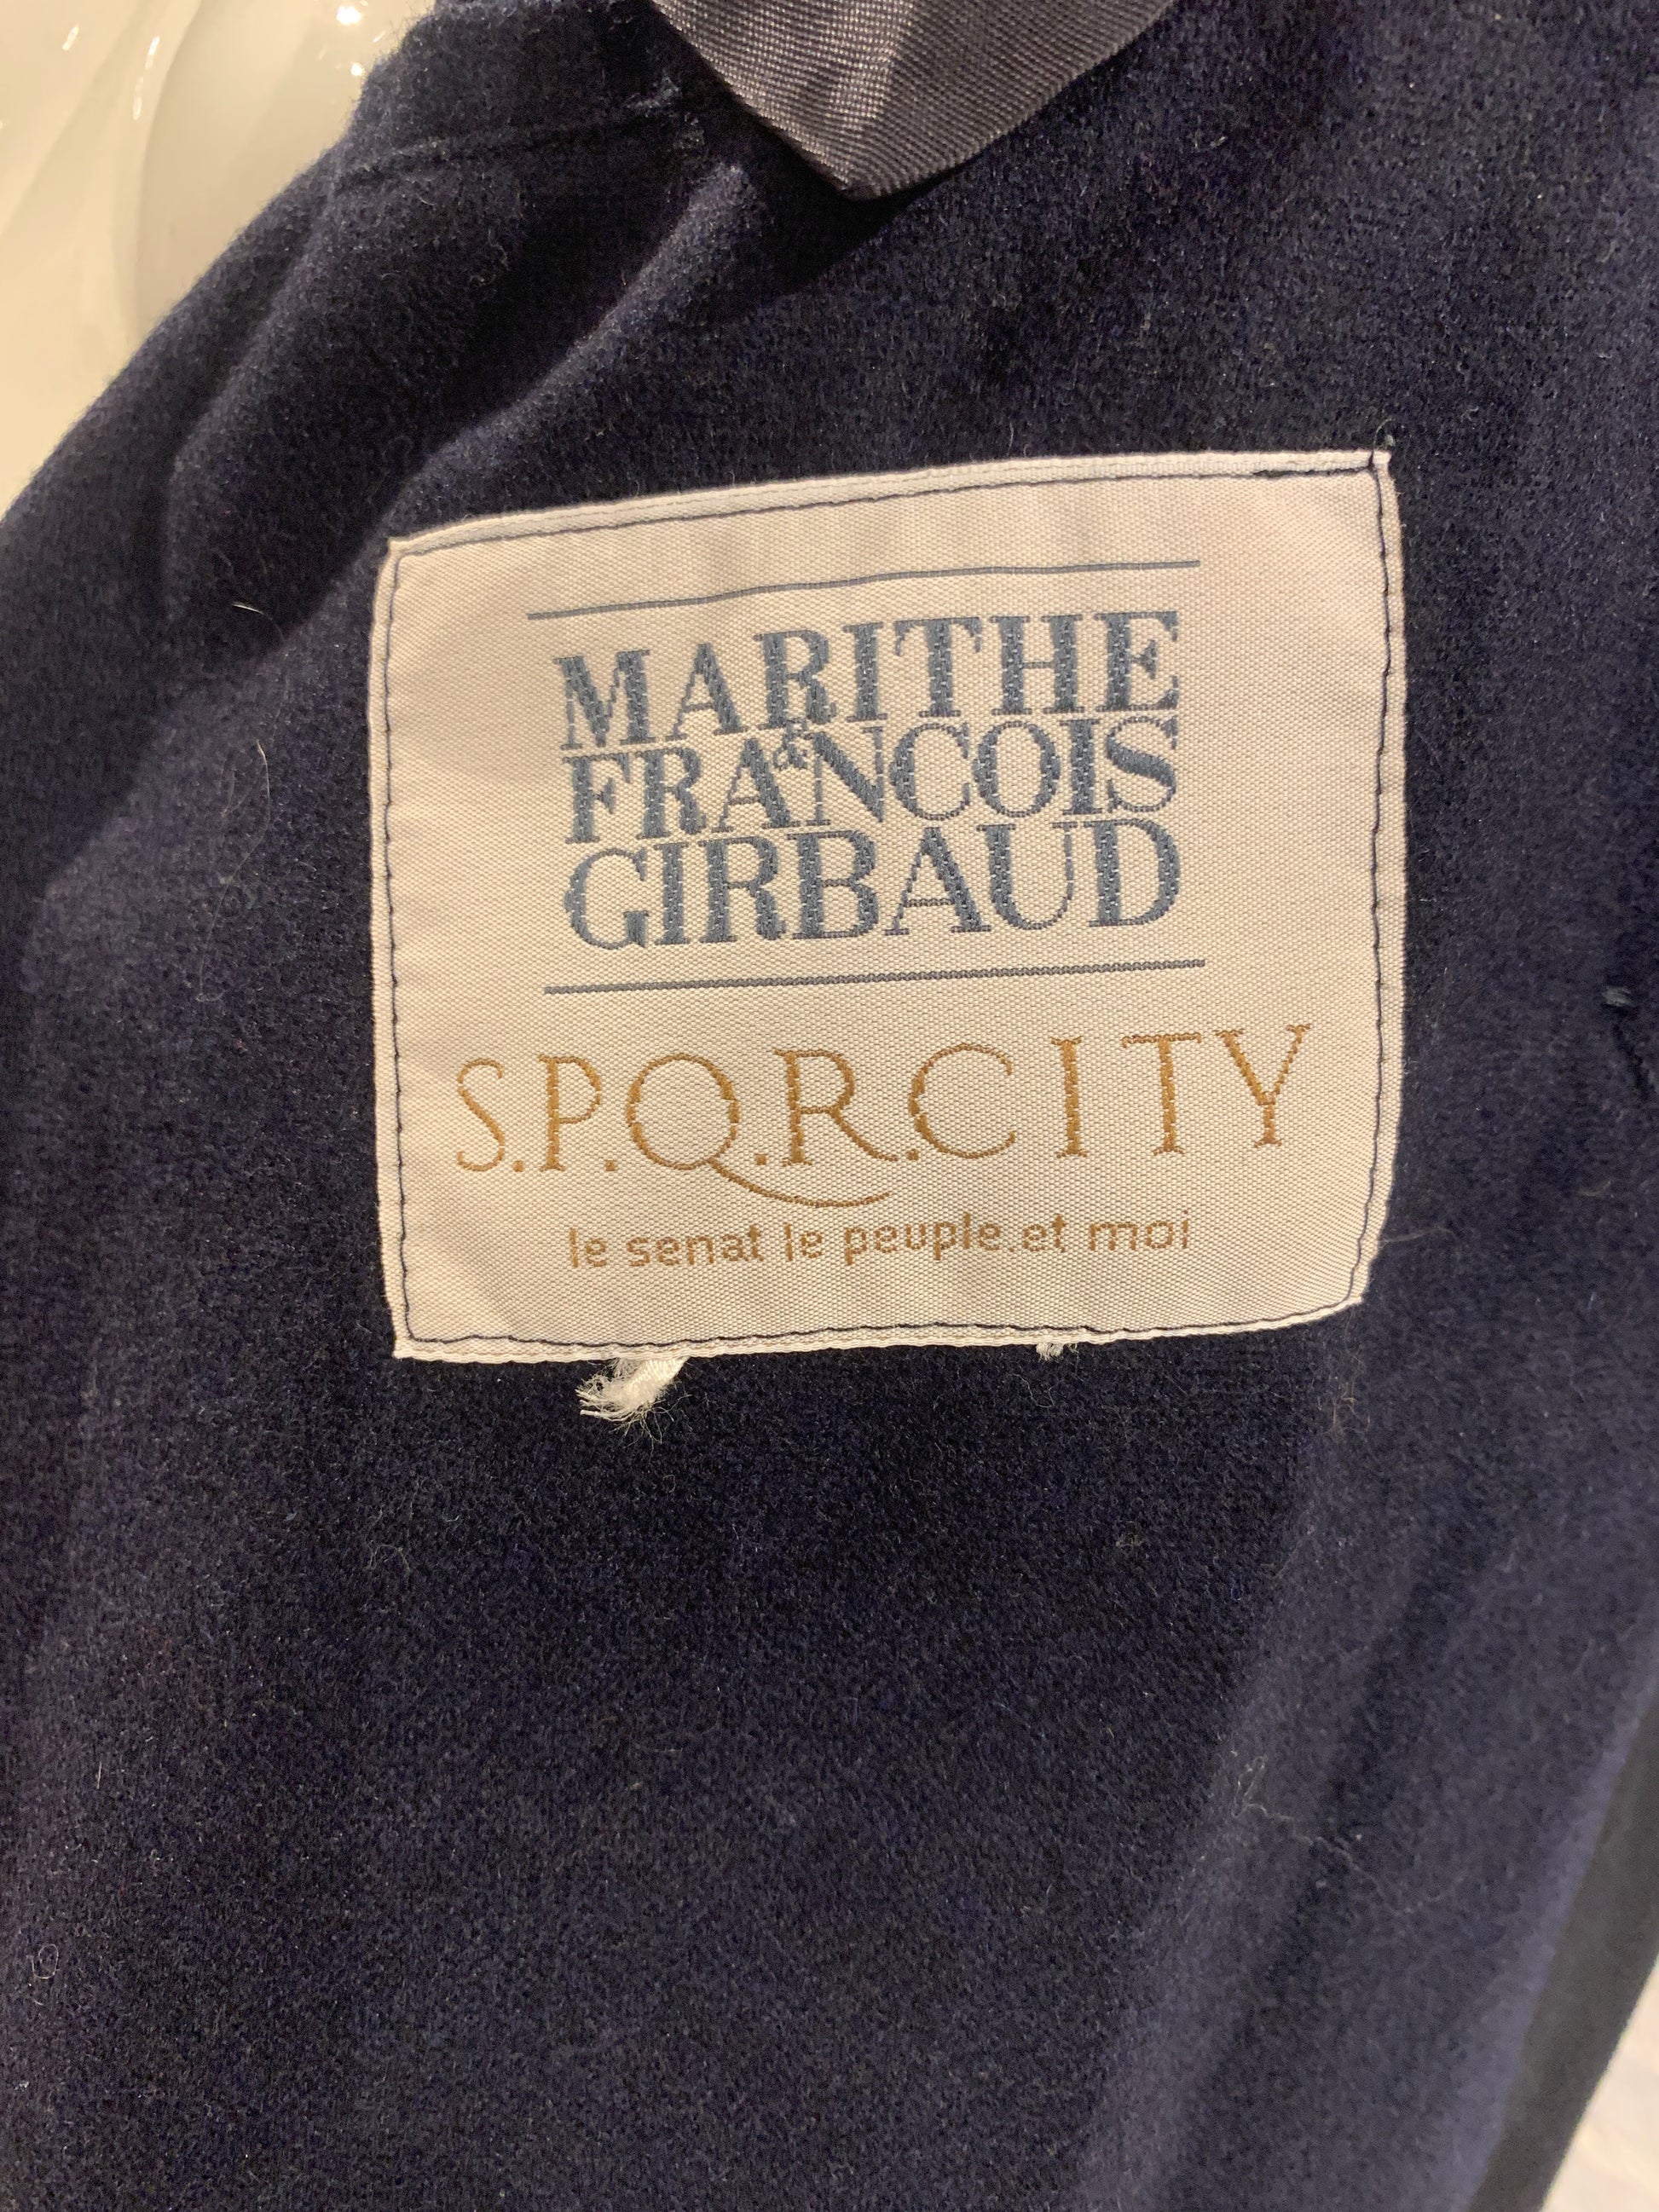 MARITHE
&
FRANCOIS
GIRBAUD
S.P.Q.R.CITY
le senat le peuple et moi